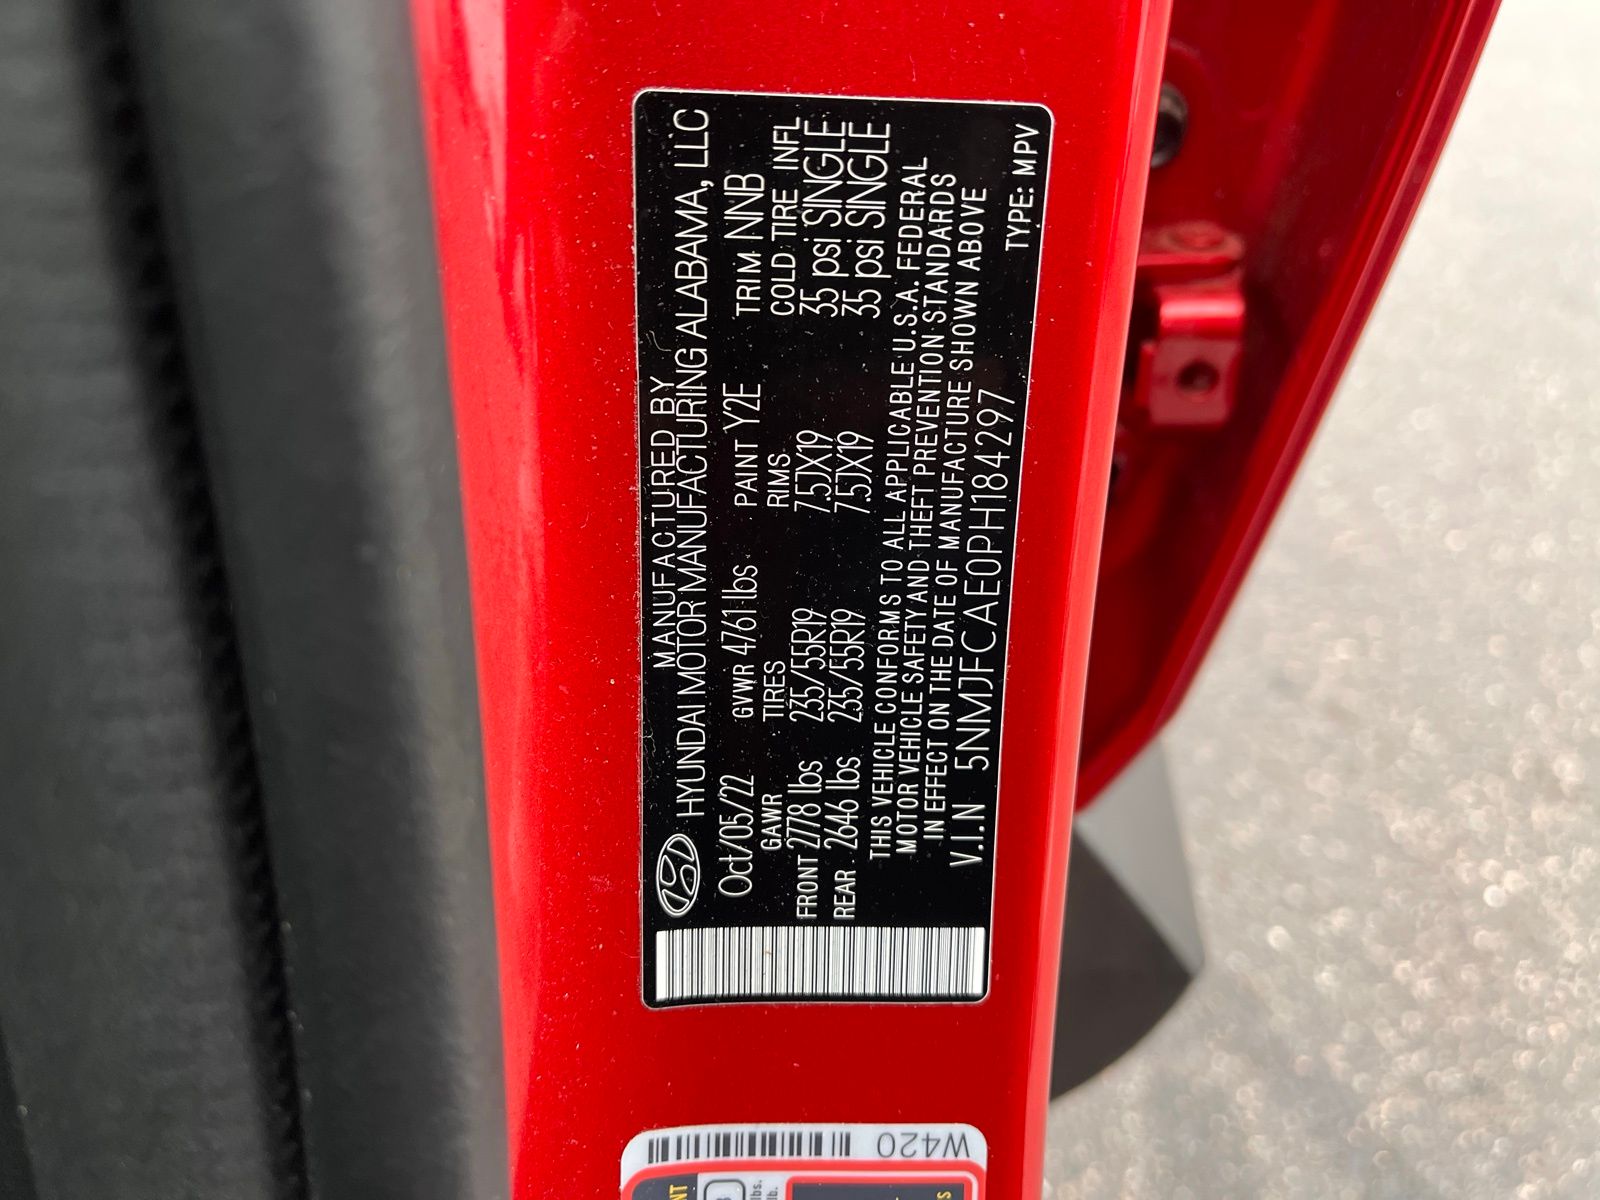 MANUFACTURED BY
HYUNDAI MOTOR MANUFACTURING ALABAMA, LLC
Oct/05/22 GVWR 4761 lbs PAINT Y2E TRIM NNB
GAWR TIRES RIMS COLD TIRE INFL
FRONT 2778 lbs 235/55R19 7.5JX19 35 psi SINGLE
REAR 2646 lbs 235/55R19 7.5JX19 35 psi SINGLE
THIS VEHICLE CONFORMS TO ALL APPLICABLE U.S.A. FEDERAL
MOTOR VEHICLE SAFETY AND THEFT PREVENTION STANDARDS
IN EFFECT ON THE DATE OF MANUFACTURE SHOWN ABOVE
V.I.N 5NMJFCAE0PH184297
TYPE: MPV
W420